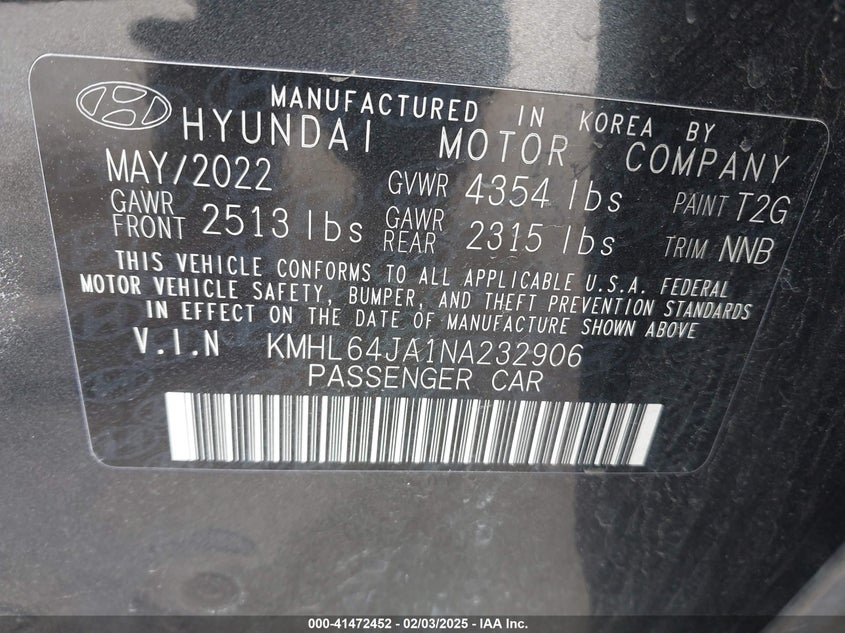 MANUFACTURED IN KOREA BY
HYUNDAI MOTOR COMPANY
MAY/2022 GVWR 4354 lbs PAINT T2G
GAWR FRONT 2513 lbs GAWR REAR 2315 lbs TRIM NNB
THIS VEHICLE CONFORMS TO ALL APPLICABLE U.S.A. FEDERAL
MOTOR VEHICLE SAFETY, BUMPER, AND THEFT PREVENTION STANDARDS
IN EFFECT ON THE DATE OF MANUFACTURE SHOWN ABOVE
V.I.N KMHL64JA1NA232906
PASSENGER CAR
000-41472452 - 02/03/2025 - IAA Inc.